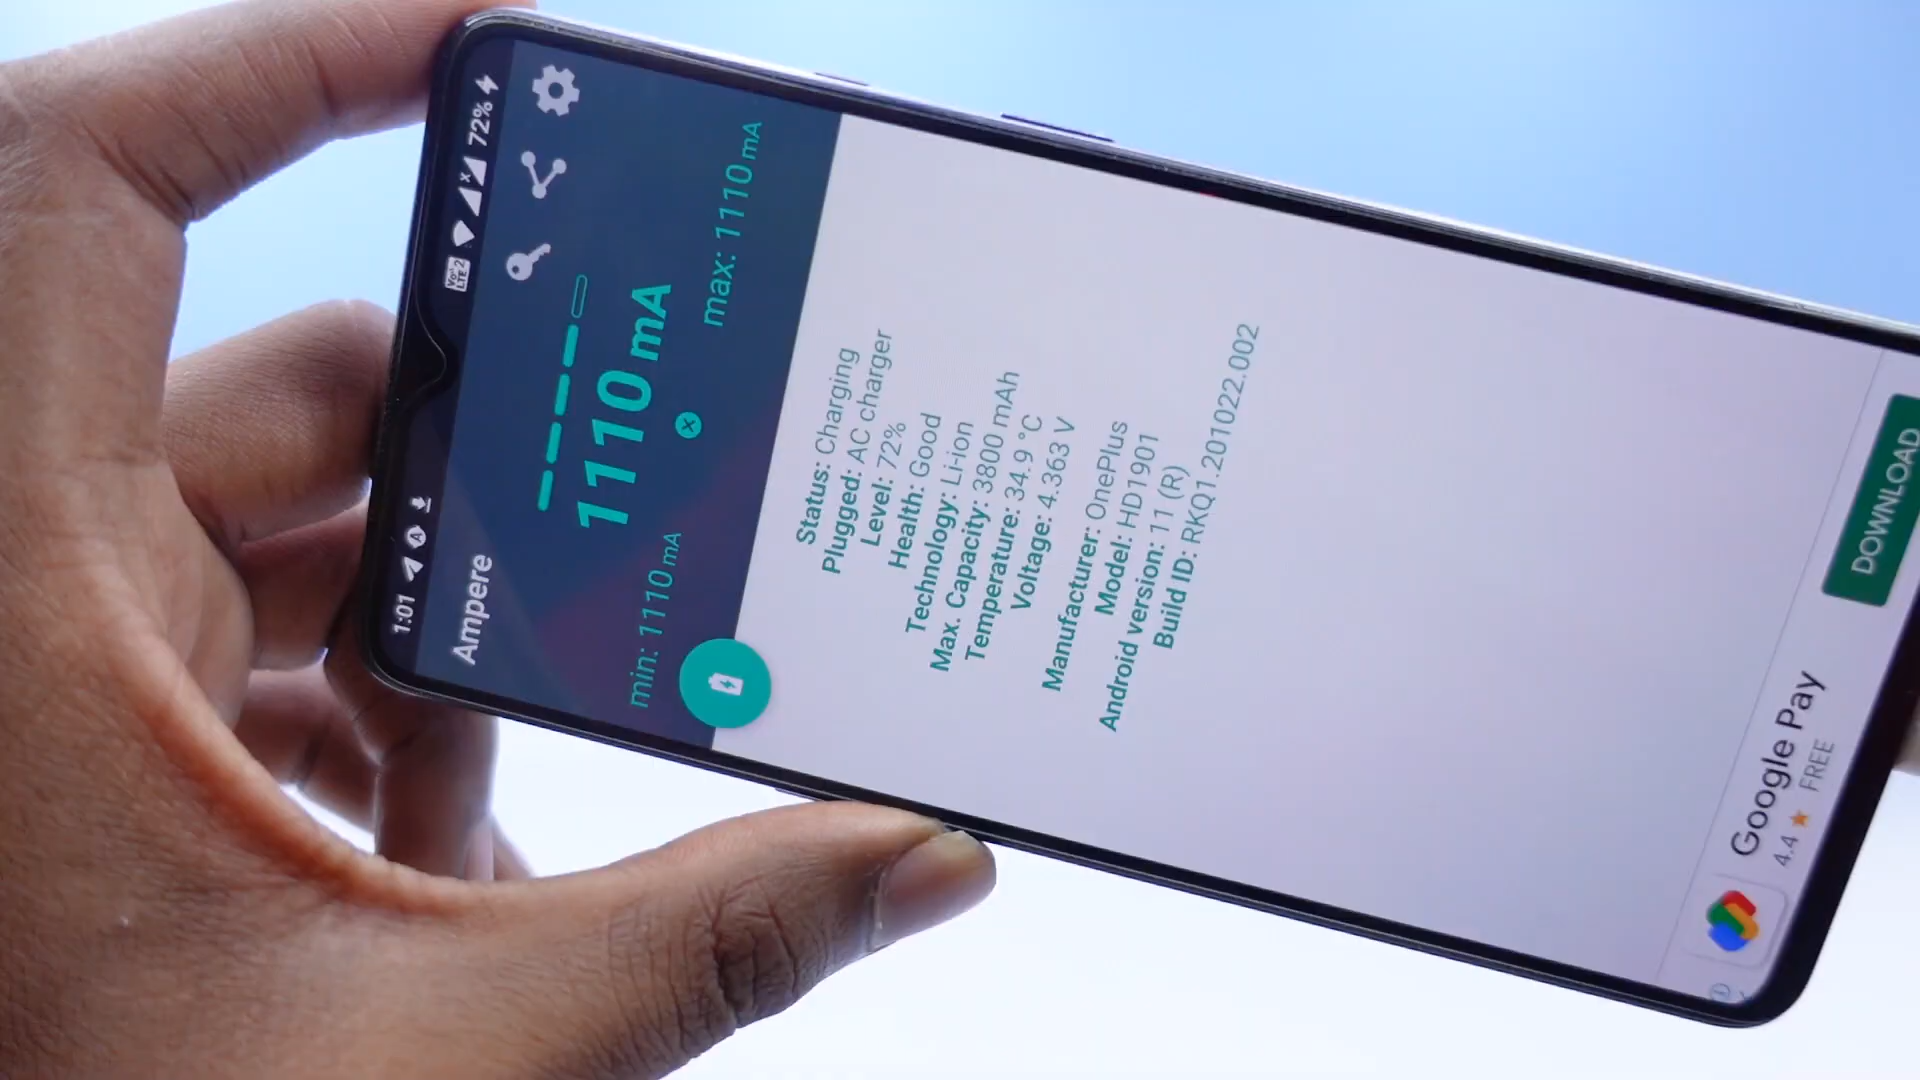 1:01
VoLTE 2
72%
Ampere
1110 mA
min: 1110 mA
max: 1110 mA
Status: Charging
Plugged: AC charger
Level: 72%
Health: Good
Technology: Li-ion
Max. Capacity: 3800 mAh
Temperature: 34.9 °C
Voltage: 4.363 V
Manufacturer: OnePlus
Model: HD1901
Android version: 11 (R)
Build ID: RKQ1.201022.002
Google Pay
4.4 ★ FREE
DOWNLOAD